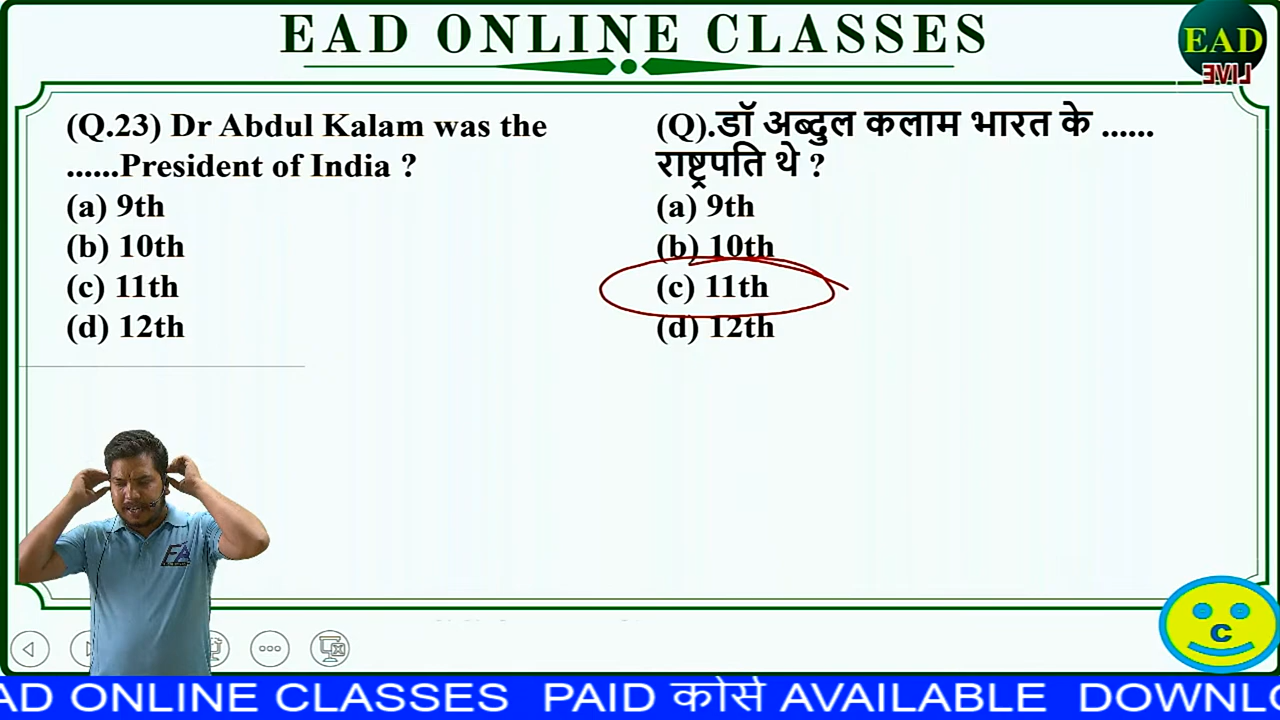 EAD ONLINE CLASSES
EAD
LIVE
(Q.23) Dr Abdul Kalam was the
......President of India ?
(a) 9th
(b) 10th
(c) 11th
(d) 12th
(Q).डॉ अब्दुल कलाम भारत के ......
राष्ट्रपति थे ?
(a) 9th
(b) 10th
(c) 11th
(d) 12th
C
AD ONLINE CLASSES PAID कोर्स AVAILABLE DOWNLO